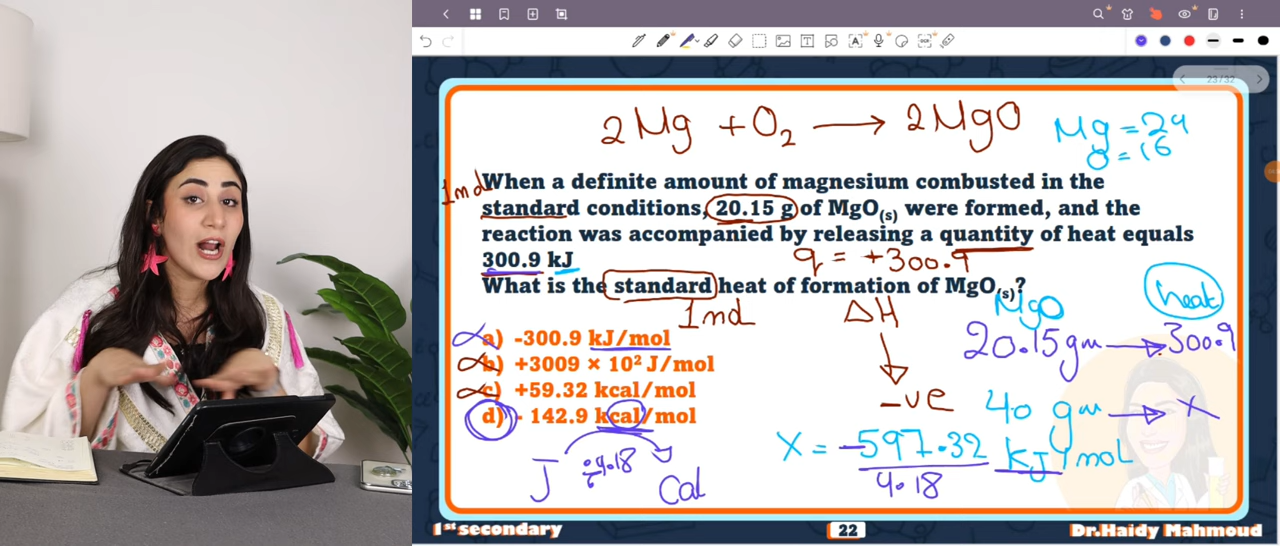 23/32
2Mg + O₂ → 2MgO
Mg = 24
O = 16
1md
When a definite amount of magnesium combusted in the
standard conditions, 20.15 g of MgO(s) were formed, and the
reaction was accompanied by releasing a quantity of heat equals
300.9 kJ
q = +300.9
What is the standard heat of formation of MgO(s)?
1md
ΔH
-ve
MgO
heat
20.15 gm → 300.9
40 gm → X
a) -300.9 kJ/mol
b) +3009 × 10² J/mol
c) +59.32 kcal/mol
d) - 142.9 kcal/mol
J ÷4.18 Cal
X = -597.32 kJ/mol
4.18
1st secondary
22
Dr.Haidy Mahmoud